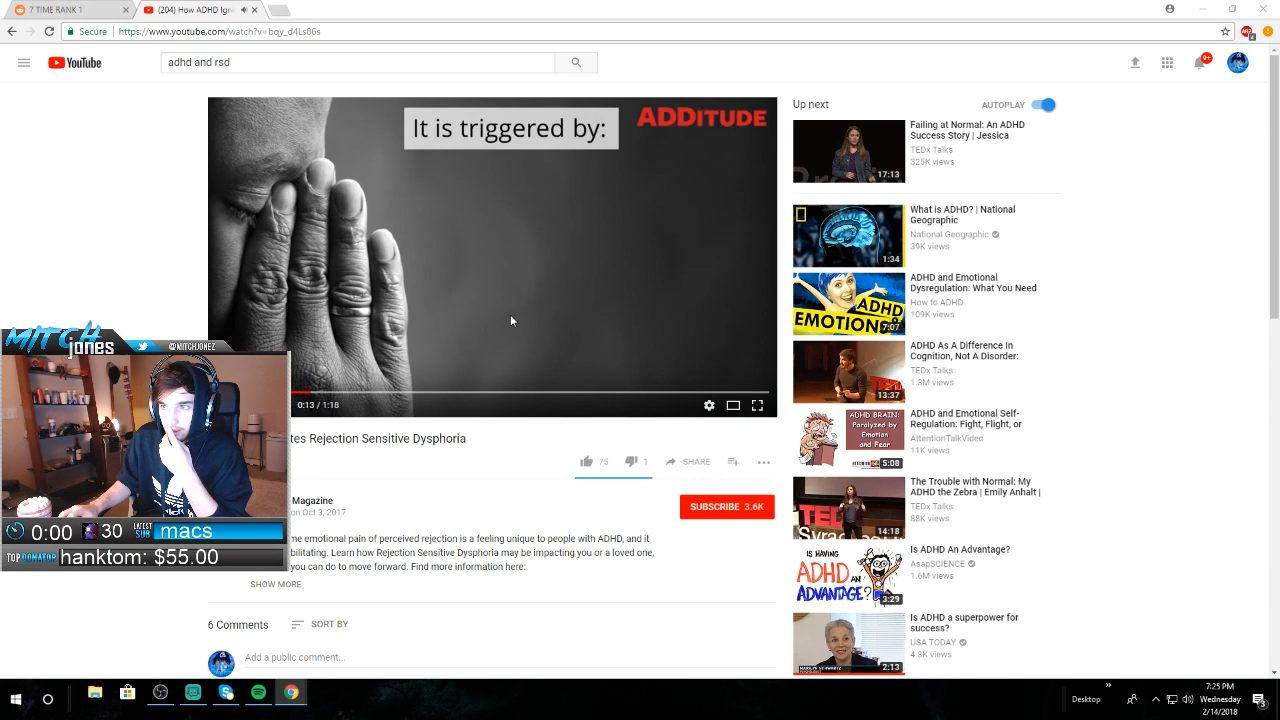 7 TIME RANK 1
(204) How ADHD Ign
Secure
https://www.youtube.com/watch?v=bqy_d4Ls86s
YouTube
adhd and rsd
9+
It is triggered by:
ADDITUDE
0:13 / 1:18
tes Rejection Sensitive Dysphoria
75
1
SHARE
Magazine
on Oct 3, 2017
SUBSCRIBE 3.6K
me emotional pain of perceived rejection is a feeling unique to people with ADHD, and it
bilitating. Learn how Rejection Sensitive Dysphoria may be impacting you or a loved one,
you can do to move forward. Find more information here:
SHOW MORE
6 Comments
SORT BY
Add a public comment...
MITCH
jones
@MITCHJONEZ
0:00
30
LATEST
SUB
macs
TOP DONATOR
hanktom: $55.00
Up next
AUTOPLAY
17:13
Failing at Normal: An ADHD
Success Story | Jessica
TEDx Talks
325K views
1:34
What is ADHD? | National
Geographic
National Geographic
39K views
ADHD
EMOTION
7:07
ADHD and Emotional
Dysregulation: What You Need
How to ADHD
109K views
13:37
ADHD As A Difference In
Cognition, Not A Disorder:
TEDx Talks
1.3M views
ADHD BRAIN:
Paralyzed by
Emotion
and Fear
5:08
ADHD and Emotional Self-
Regulation: Fight, Flight, or
AttentionTalkVideo
11K views
TED
Syracuse
14:18
The Trouble with Normal: My
ADHD the Zebra | Emily Anhalt |
TEDx Talks
88K views
IS HAVING
ADHD AN
ADVANTAGE?
3:29
Is ADHD An Advantage?
AsapSCIENCE
1.6M views
2:13
Is ADHD a superpower for
success?
USA TODAY
4.3K views
Desktop
7:25 PM
Wednesday
2/14/2018
3